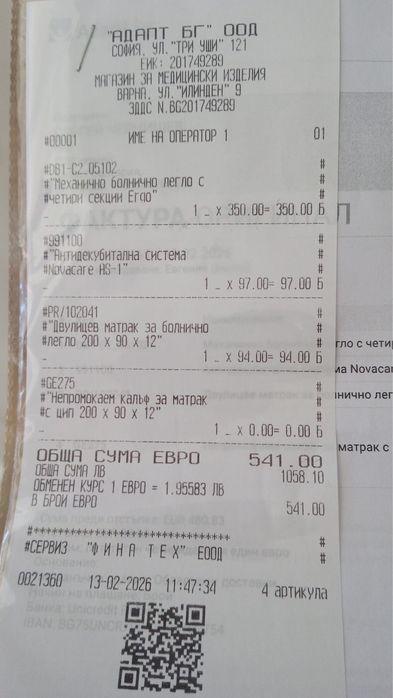 "АДАПТ БГ" ООД
СОФИЯ, УЛ. "ТРИ УШИ" 121
ЕИК: 201749289
МАГАЗИН ЗА МЕДИЦИНСКИ ИЗДЕЛИЯ
ВАРНА, УЛ. "ИЛИНДЕН" 9
ЗДДС N.BG201749289
#00001 ИМЕ НА ОПЕРАТОР 1 01
#DB1-C2.05102 #
#"Механично болнично легло с #
#четири секции Ergo" #
- 1 _ x 350.00= 350.00 Б
#991100 #
#"Антидекубитална система #
#Novacare HS-1" #
- 1 _ x 97.00= 97.00 Б
#PR/102041 #
#"Двулицев матрак за болнично #
#легло 200 x 90 x 12" #
- 1 _ x 94.00= 94.00 Б
#GE275 #
#"Непромокаем калъф за матрак #
#с цип 200 x 90 x 12" #
- 1 _ x 0.00= 0.00 Б
ОБЩА СУМА ЕВРО 541.00
ОБЩА СУМА ЛВ 1058.10
ОБМЕНЕН КУРС 1 ЕВРО = 1.95583 ЛВ
В БРОИ ЕВРО 541.00
#*********************************** #
#СЕРВИЗ "ФИНА ТЕХ" ЕООД #
0021360 13-02-2026 11:47:34 4 артикула